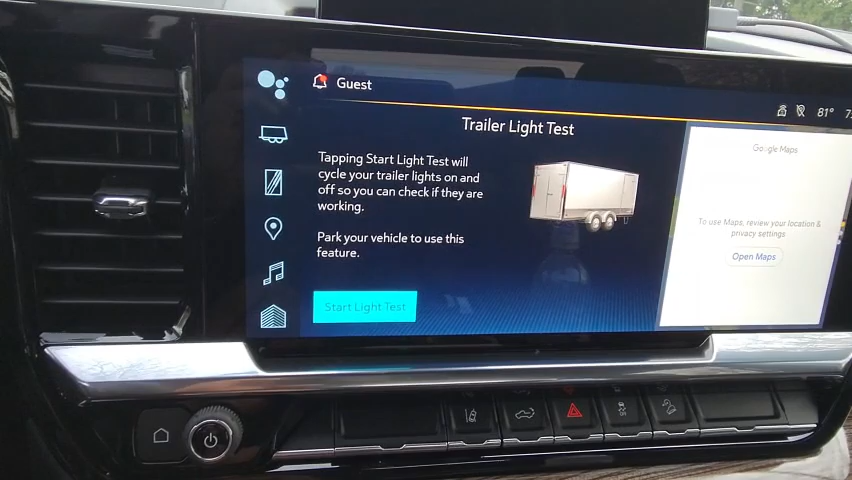 Guest
81°
Trailer Light Test
Tapping Start Light Test will
cycle your trailer lights on and
off so you can check if they are
working.
Park your vehicle to use this
feature.
Start Light Test
Google Maps
To use Maps, review your location &
privacy settings
Open Maps